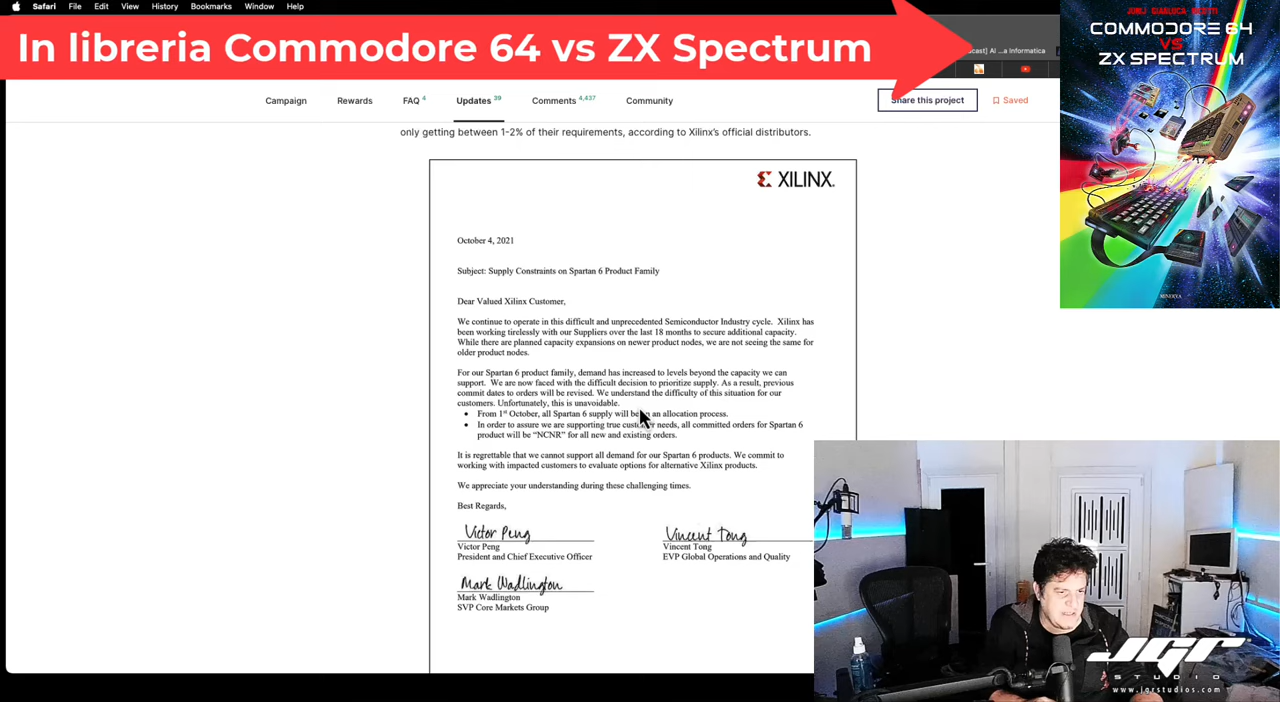 Safari File Edit View History Bookmarks Window Help
In libreria Commodore 64 vs ZX Spectrum
cast] AI ...a Informatica
COMMODORE 64
VS
ZX SPECTRUM
MINERVA
Campaign Rewards FAQ 4 Updates 39 Comments 4,437 Community Share this project Saved
only getting between 1-2% of their requirements, according to Xilinx's official distributors.
XILINX.
October 4, 2021
Subject: Supply Constraints on Spartan 6 Product Family
Dear Valued Xilinx Customer,
We continue to operate in this difficult and unprecedented Semiconductor Industry cycle. Xilinx has
been working tirelessly with our Suppliers over the last 18 months to secure additional capacity.
While there are planned capacity expansions on newer product nodes, we are not seeing the same for
older product nodes.
For our Spartan 6 product family, demand has increased to levels beyond the capacity we can
support. We are now faced with the difficult decision to prioritize supply. As a result, previous
commit dates to orders will be revised. We understand the difficulty of this situation for our
customers. Unfortunately, this is unavoidable.
• From 1st October, all Spartan 6 supply will be on an allocation process.
• In order to assure we are supporting true customer needs, all committed orders for Spartan 6
product will be “NCNR” for all new and existing orders.
It is regrettable that we cannot support all demand for our Spartan 6 products. We commit to
working with impacted customers to evaluate options for alternative Xilinx products.
We appreciate your understanding during these challenging times.
Best Regards,
Victor Peng
Victor Peng
President and Chief Executive Officer
Vincent Tong
Vincent Tong
EVP Global Operations and Quality
Mark Wadlington
Mark Wadlington
SVP Core Markets Group
JGR
STUDIO
www.jgrstudios.com